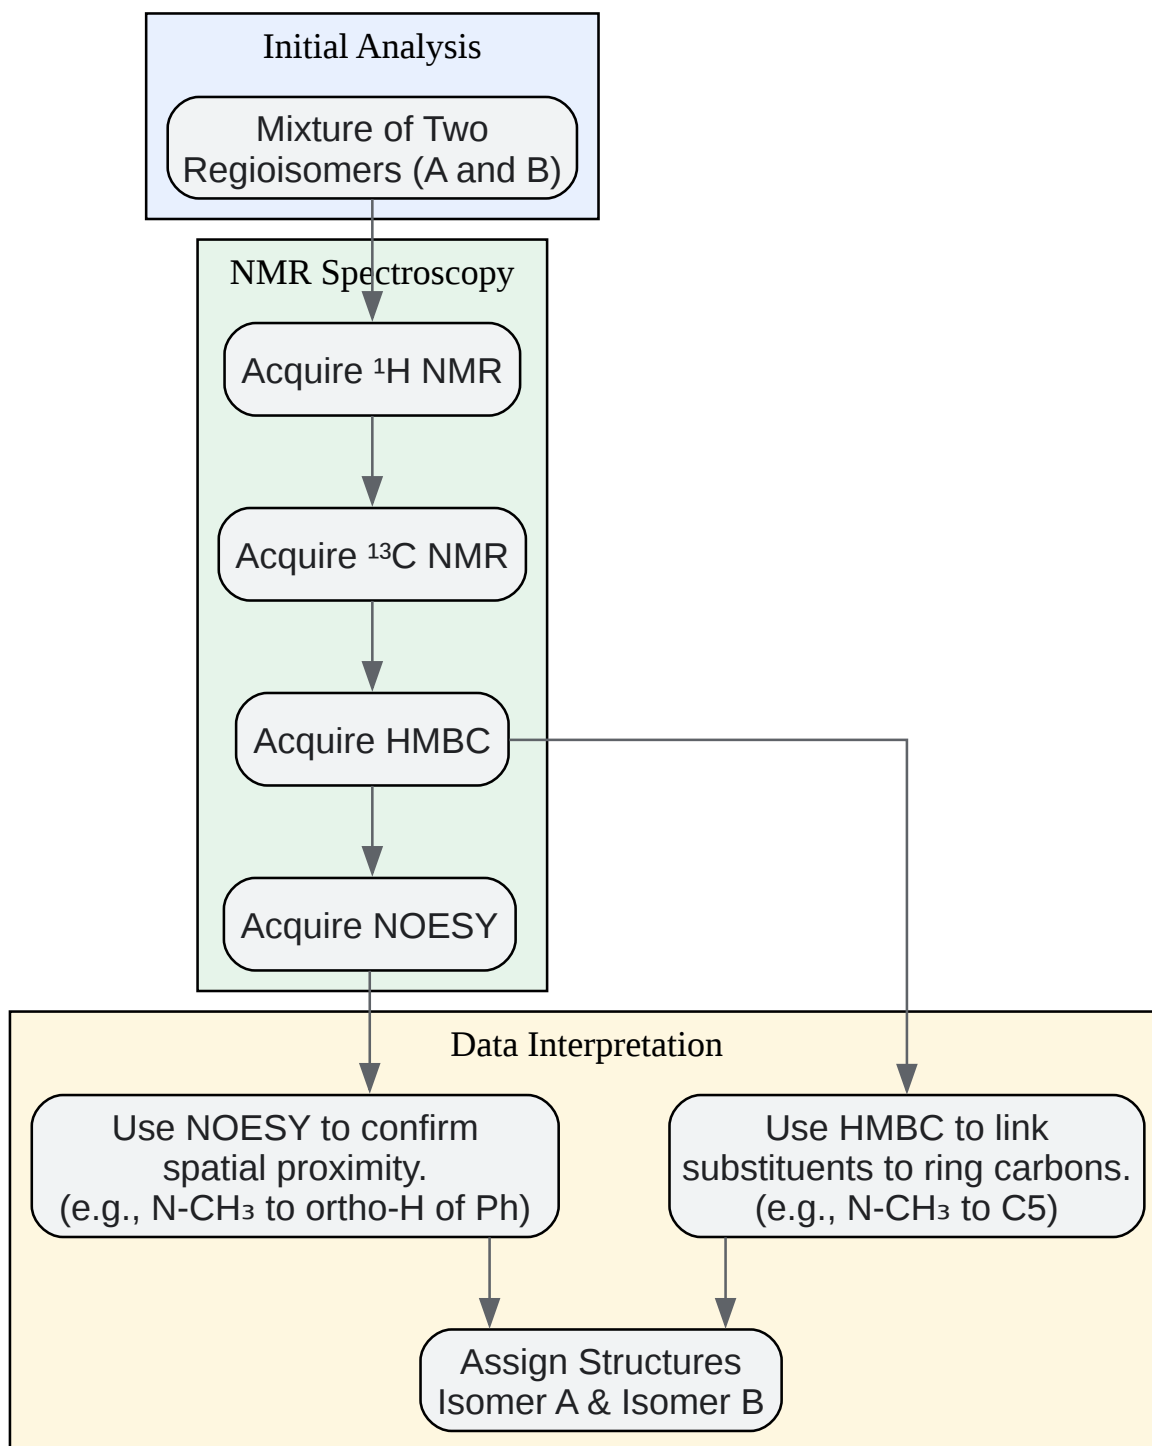 Initial Analysis
Mixture of Two
Regioisomers (A and B)
NMR Spectroscopy
Acquire ¹H NMR
Acquire ¹³C NMR
Acquire HMBC
Acquire NOESY
Data Interpretation
Use NOESY to confirm
spatial proximity.
(e.g., N-CH₃ to ortho-H of Ph)
Use HMBC to link
substituents to ring carbons.
(e.g., N-CH₃ to C5)
Assign Structures
Isomer A & Isomer B